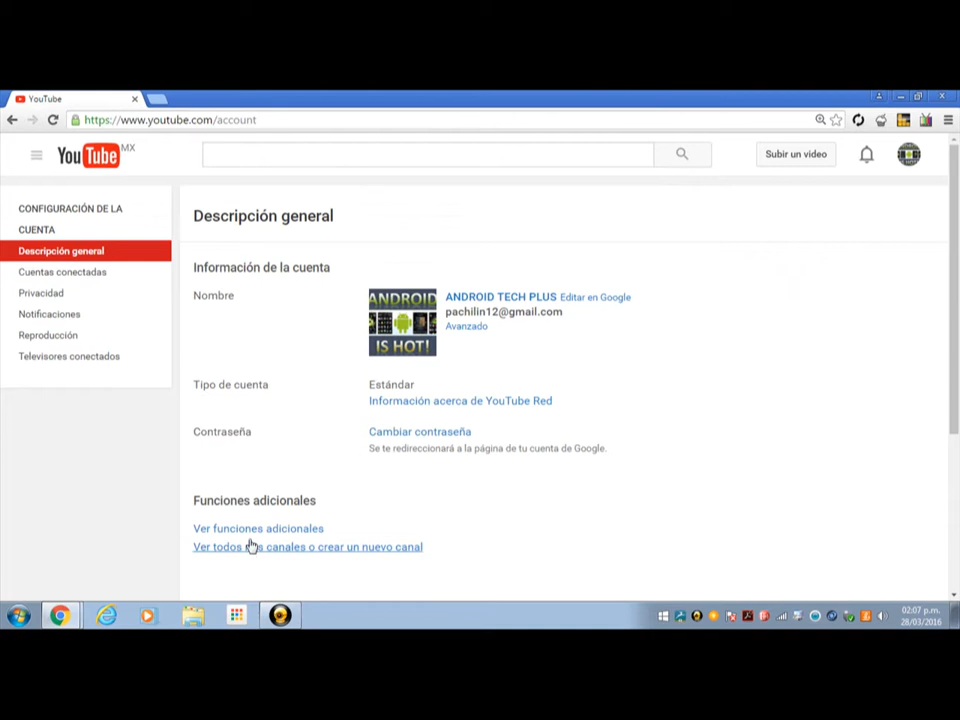 YouTube
https://www.youtube.com/account
YouTube MX
Subir un video
CONFIGURACIÓN DE LA
CUENTA
Descripción general
Cuentas conectadas
Privacidad
Notificaciones
Reproducción
Televisores conectados
Descripción general
Información de la cuenta
Nombre
ANDROID
IS HOT!
ANDROID TECH PLUS Editar en Google
pachilin12@gmail.com
Avanzado
Tipo de cuenta
Estándar
Información acerca de YouTube Red
Contraseña
Cambiar contraseña
Se te redireccionará a la página de tu cuenta de Google.
Funciones adicionales
Ver funciones adicionales
Ver todos canales o crear un nuevo canal
02:07 p.m.
28/03/2016